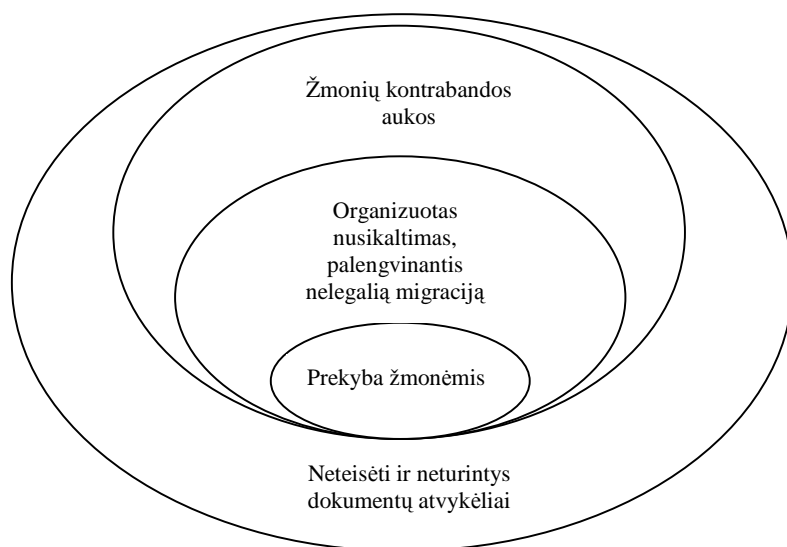 Žmonių kontrabandos
aukos
Organizuotas
nusikaltimas,
palengvinantis
nelegalią migraciją
Prekyba žmonėmis
Neteisėti ir neturintys
dokumentų atvykėliai